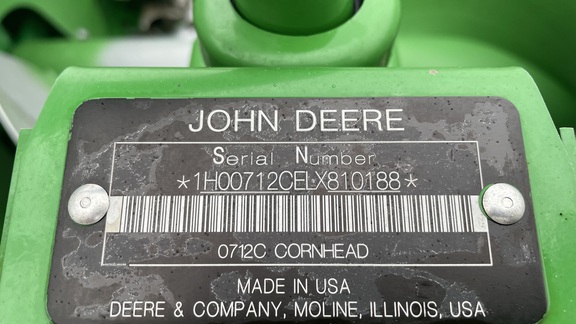 JOHN DEERE
Serial Number
*1H00712CELX810188*
0712C CORNHEAD
MADE IN USA
DEERE & COMPANY, MOLINE, ILLINOIS, USA